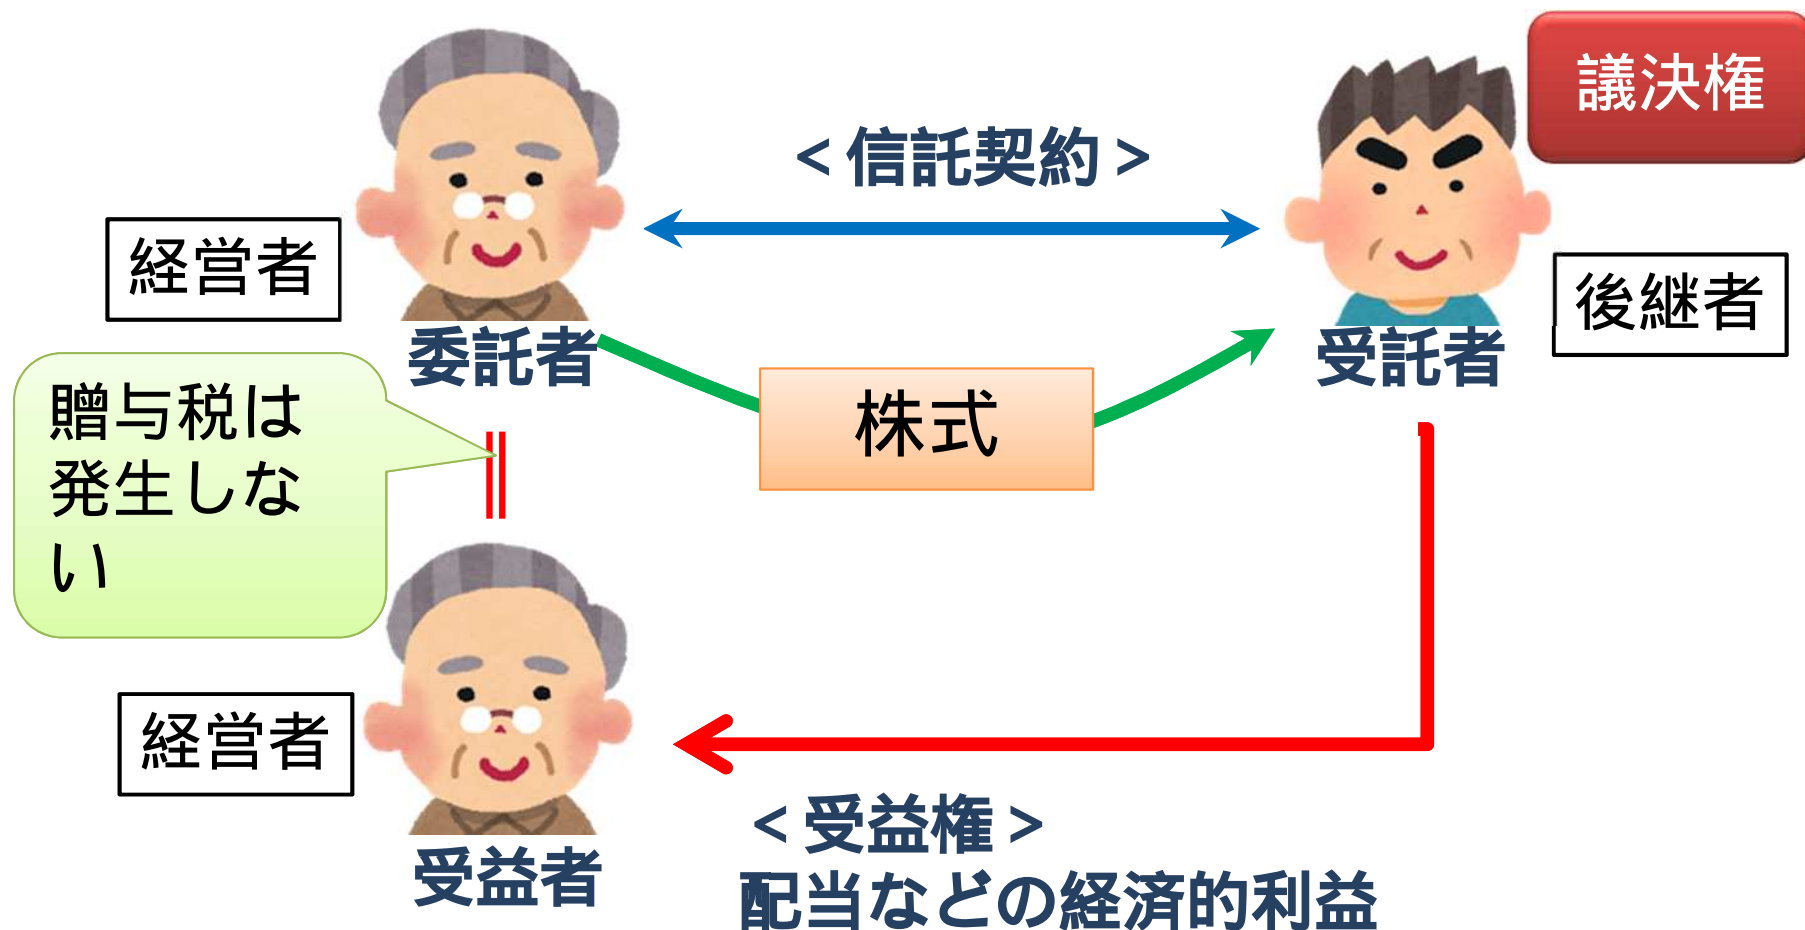 議決権
＜信託契約＞
経営者
後継者
委託者
受託者
贈与税は
発生しな
い
株式
経営者
受益者
＜受益権＞
配当などの経済的利益